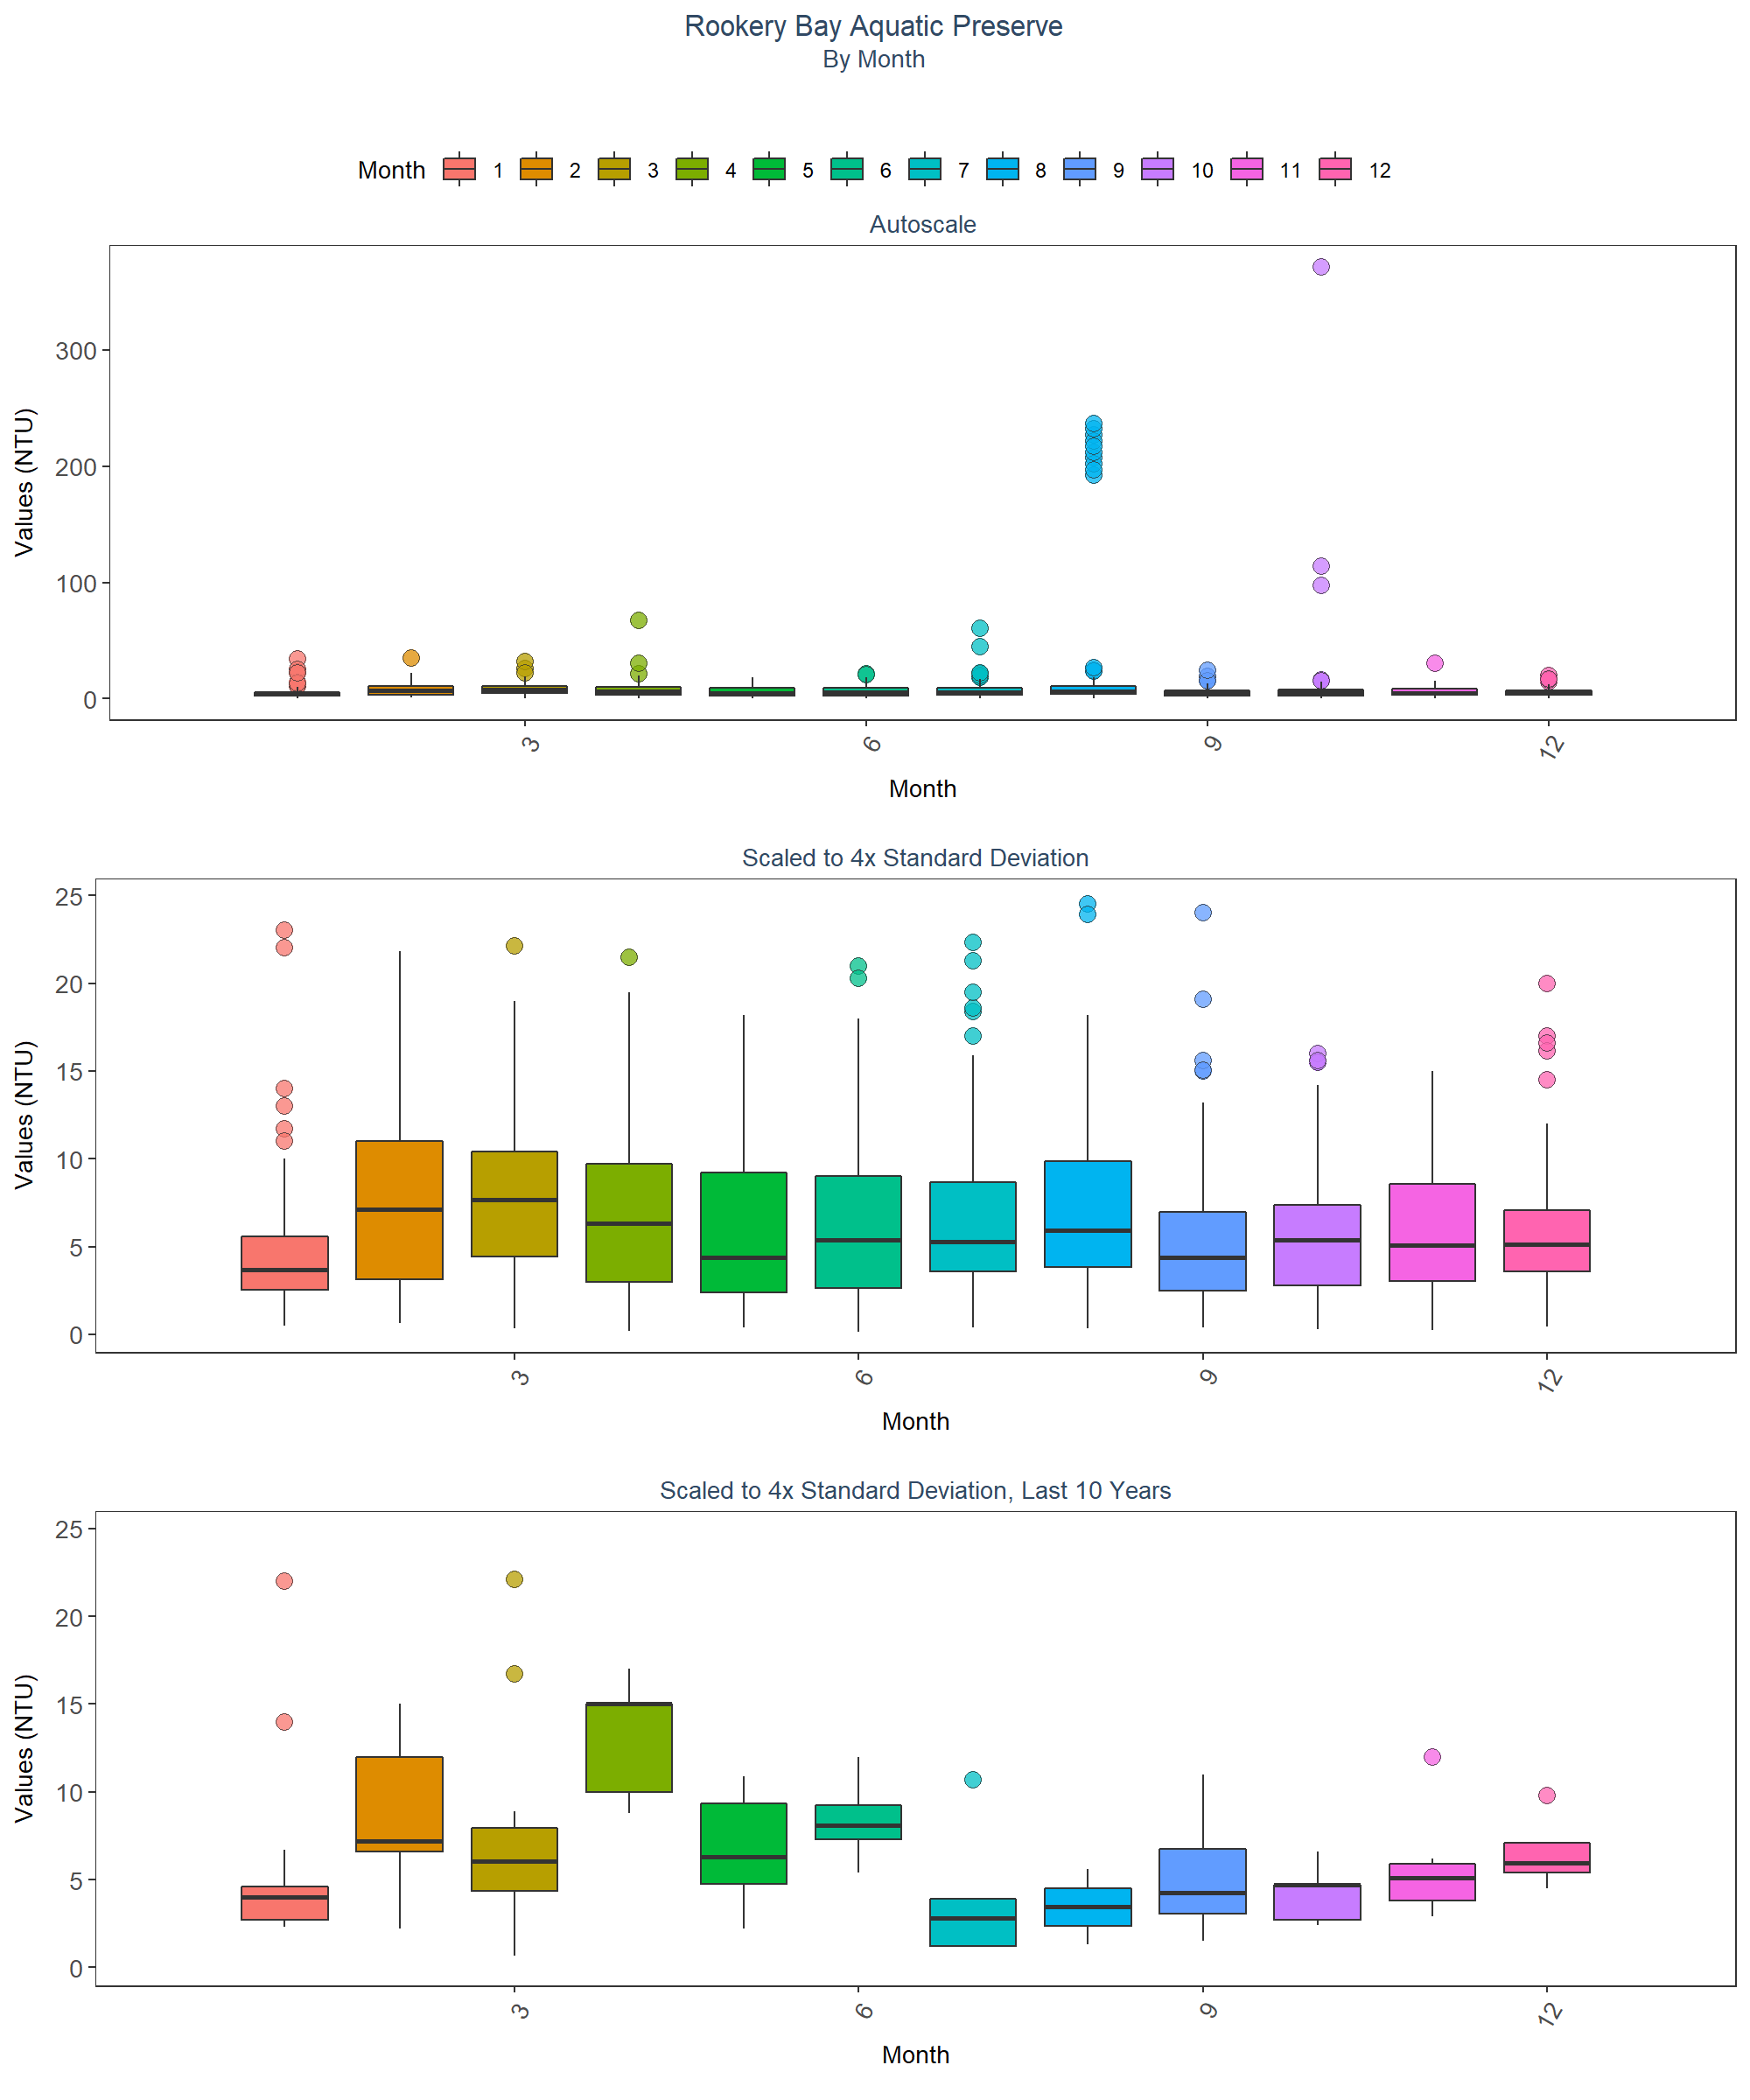 Rookery Bay Aquatic Preserve
By Month
Month 1 2 3 4 5 6 7 8 9 10 11 12
Autoscale
Values (NTU)
300
200
100
0
3 6 9 12
Month
Scaled to 4x Standard Deviation
Values (NTU)
25
20
15
10
5
0
3 6 9 12
Month
Scaled to 4x Standard Deviation, Last 10 Years
Values (NTU)
25
20
15
10
5
0
3 6 9 12
Month